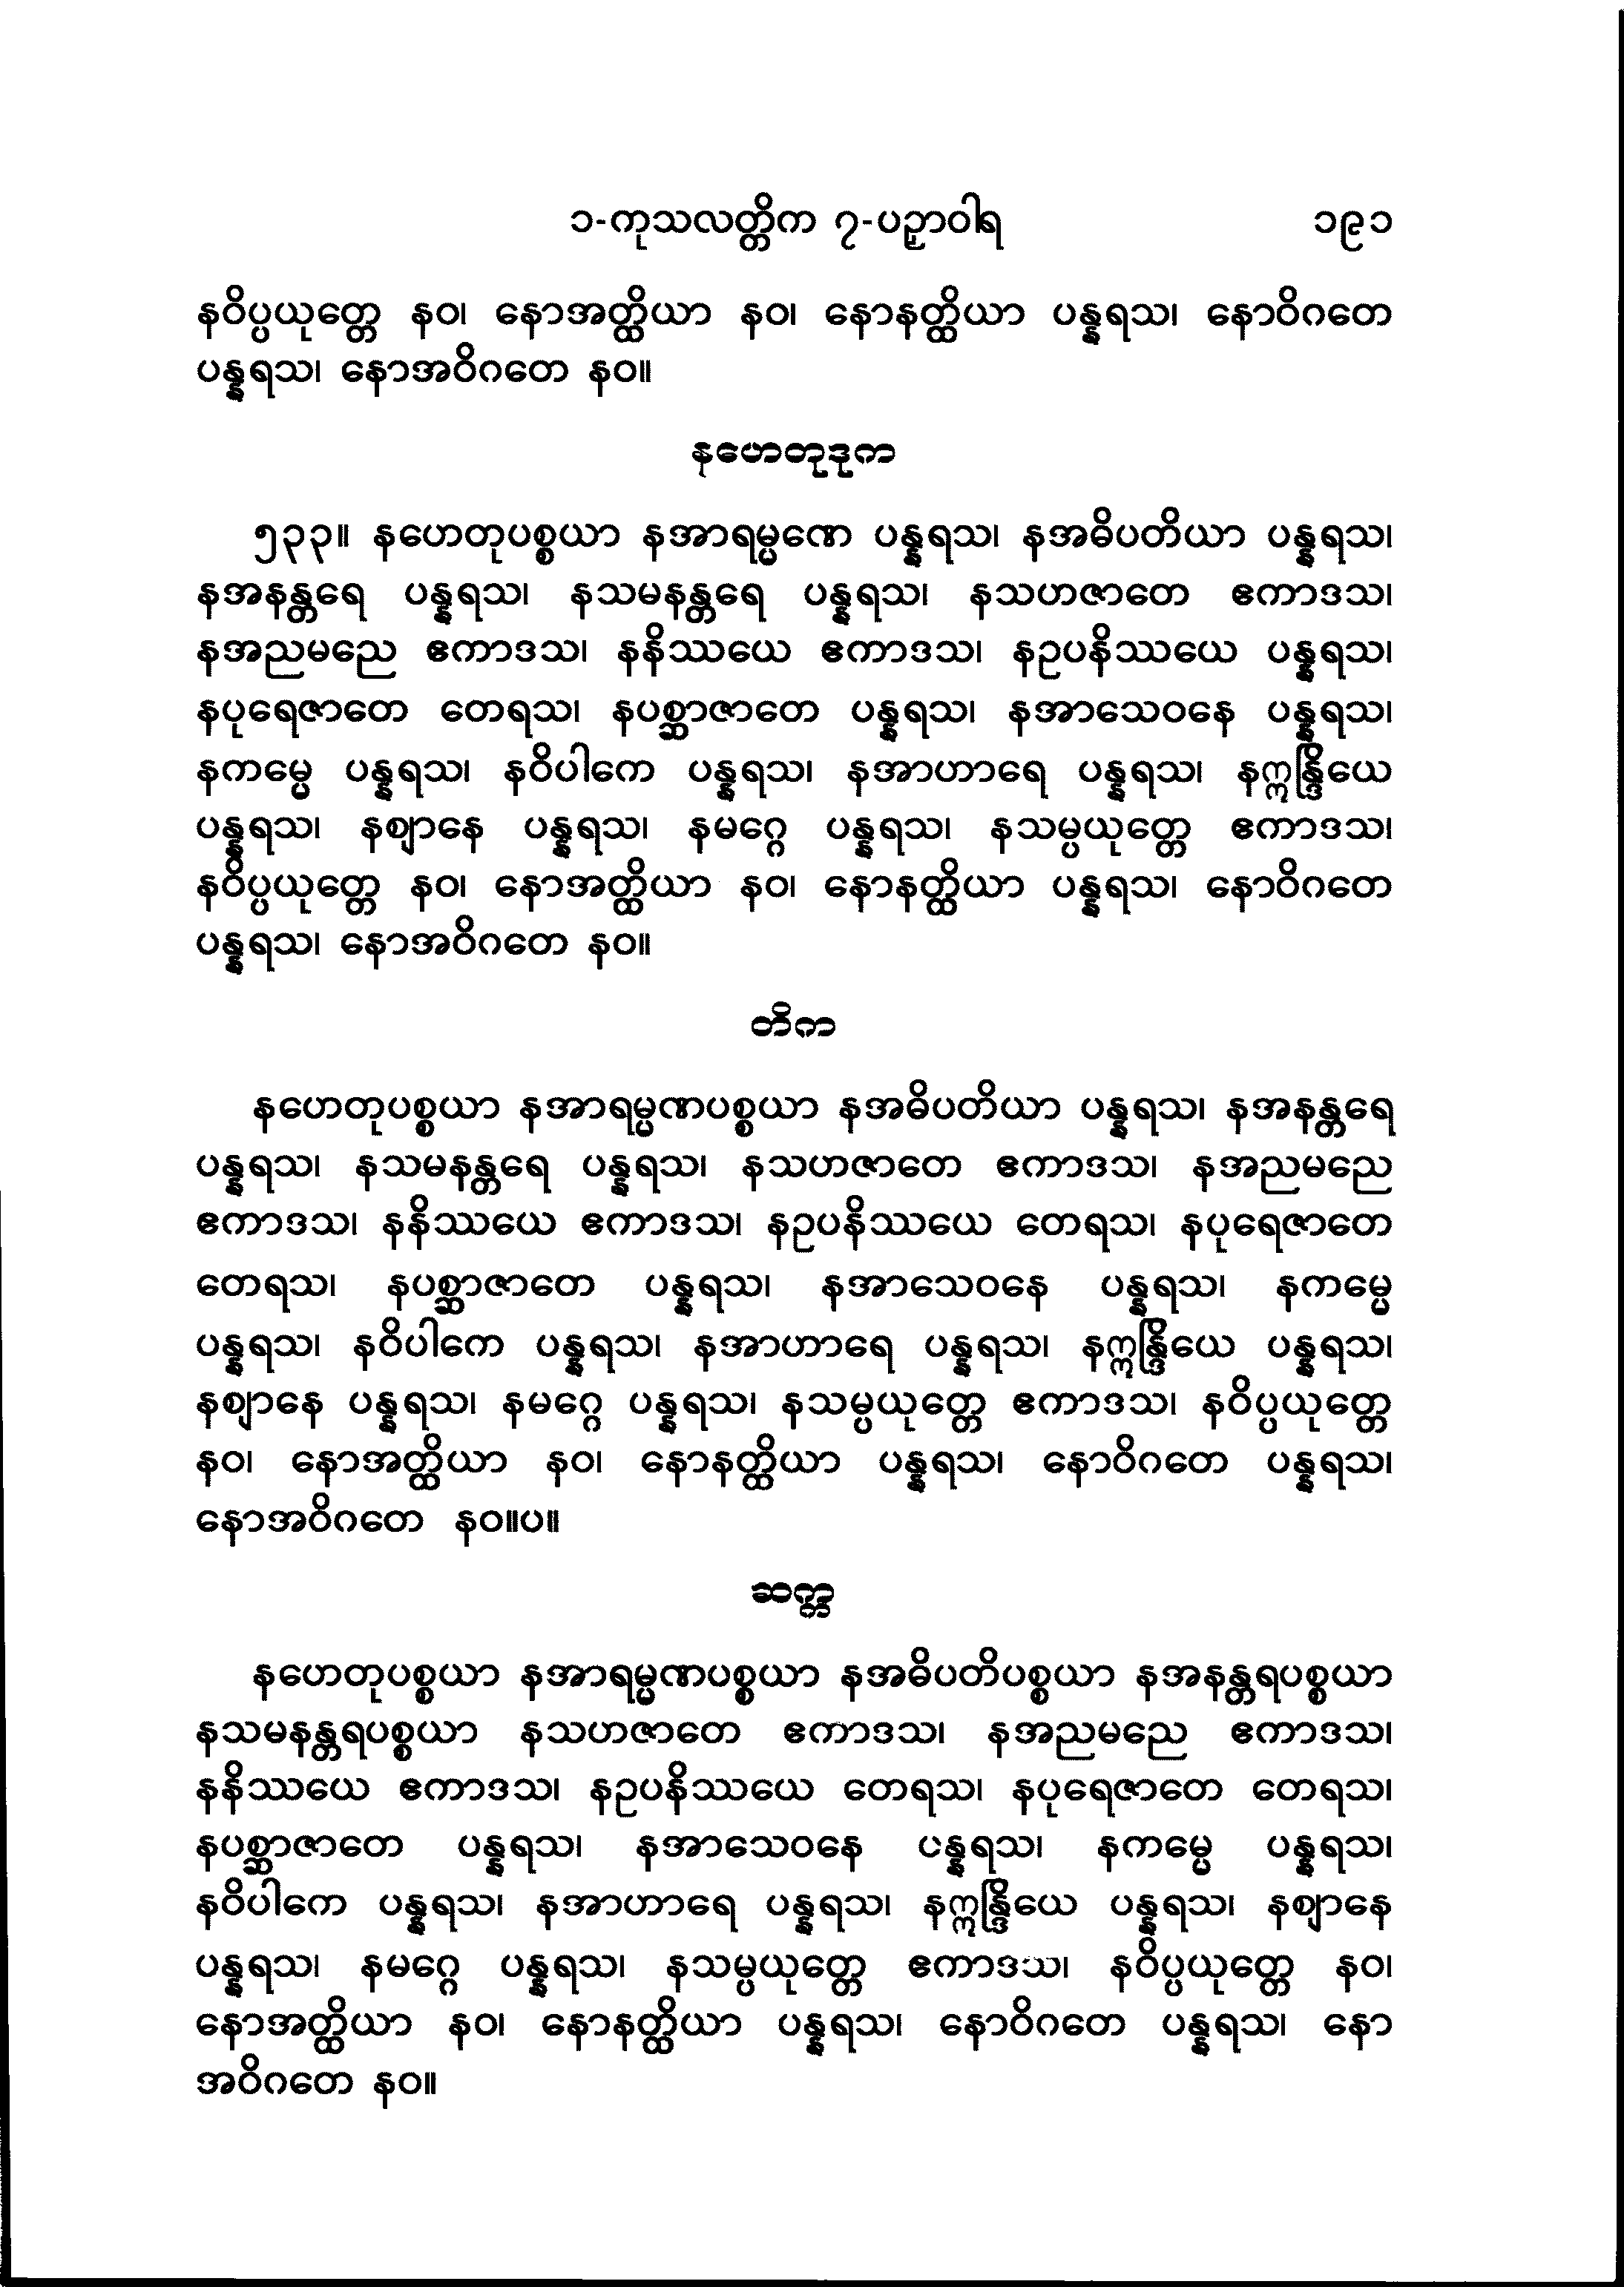 ၁-ကုသလတ္တိက ၇-ပဉှာဝါရ ၁၉၁
နဝိပ္ပယုတ္တေ နဝ၊ နောအတ္ထိယာ နဝ၊ နောနတ္ထိယာ ပန္နရသ၊ နောဝိဂတေ
ပန္နရသ၊ နောအဝိဂတေ နဝ။
နဟေတုဒုက
၅၃၃။ နဟေတုပစ္စယာ နအာရမ္မဏေ ပန္နရသ၊ နအဓိပတိယာ ပန္နရသ၊
နအနန္တရေ ပန္နရသ၊ နသမနန္တရေ ပန္နရသ၊ နသဟဇာတေ ဧကာဒသ၊
နအညမညေ ဧကာဒသ၊ နနိဿယေ ဧကာဒသ၊ နဥပနိဿယေ ပန္နရသ၊
နပုရေဇာတေ တေရသ၊ နပစ္ဆာဇာတေ ပန္နရသ၊ နအာသေဝနေ ပန္နရသ၊
နကမ္မေ ပန္နရသ၊ နဝိပါကေ ပန္နရသ၊ နအာဟာရေ ပန္နရသ၊ နဣန္ဒြိယေ
ပန္နရသ၊ နဈာနေ ပန္နရသ၊ နမဂ္ဂေ ပန္နရသ၊ နသမ္ပယုတ္တေ ဧကာဒသ၊
နဝိပ္ပယုတ္တေ နဝ၊ နောအတ္ထိယာ နဝ၊ နောနတ္ထိယာ ပန္နရသ၊ နောဝိဂတေ
ပန္နရသ၊ နောအဝိဂတေ နဝ။
တိက
နဟေတုပစ္စယာ နအာရမ္မဏပစ္စယာ နအဓိပတိယာ ပန္နရသ၊ နအနန္တရေ
ပန္နရသ၊ နသမနန္တရေ ပန္နရသ၊ နသဟဇာတေ ဧကာဒသ၊ နအညမညေ
ဧကာဒသ၊ နနိဿယေ ဧကာဒသ၊ နဥပနိဿယေ တေရသ၊ နပုရေဇာတေ
တေရသ၊ နပစ္ဆာဇာတေ ပန္နရသ၊ နအာသေဝနေ ပန္နရသ၊ နကမ္မေ
ပန္နရသ၊ နဝိပါကေ ပန္နရသ၊ နအာဟာရေ ပန္နရသ၊ နဣန္ဒြိယေ ပန္နရသ၊
နဈာနေ ပန္နရသ၊ နမဂ္ဂေ ပန္နရသ၊ နသမ္ပယုတ္တေ ဧကာဒသ၊ နဝိပ္ပယုတ္တေ
နဝ၊ နောအတ္ထိယာ နဝ၊ နောနတ္ထိယာ ပန္နရသ၊ နောဝိဂတေ ပန္နရသ၊
နောအဝိဂတေ နဝ။ပ။
ဆက္က
နဟေတုပစ္စယာ နအာရမ္မဏပစ္စယာ နအဓိပတိပစ္စယာ နအနန္တရပစ္စယာ
နသမနန္တရပစ္စယာ နသဟဇာတေ ဧကာဒသ၊ နအညမညေ ဧကာဒသ၊
နနိဿယေ ဧကာဒသ၊ နဥပနိဿယေ တေရသ၊ နပုရေဇာတေ တေရသ၊
နပစ္ဆာဇာတေ ပန္နရသ၊ နအာသေဝနေ ပန္နရသ၊ နကမ္မေ ပန္နရသ၊
နဝိပါကေ ပန္နရသ၊ နအာဟာရေ ပန္နရသ၊ နဣန္ဒြိယေ ပန္နရသ၊ နဈာနေ
ပန္နရသ၊ နမဂ္ဂေ ပန္နရသ၊ နသမ္ပယုတ္တေ ဧကာဒသ၊ နဝိပ္ပယုတ္တေ နဝ၊
နောအတ္ထိယာ နဝ၊ နောနတ္ထိယာ ပန္နရသ၊ နောဝိဂတေ ပန္နရသ၊ နော
အဝိဂတေ နဝ။